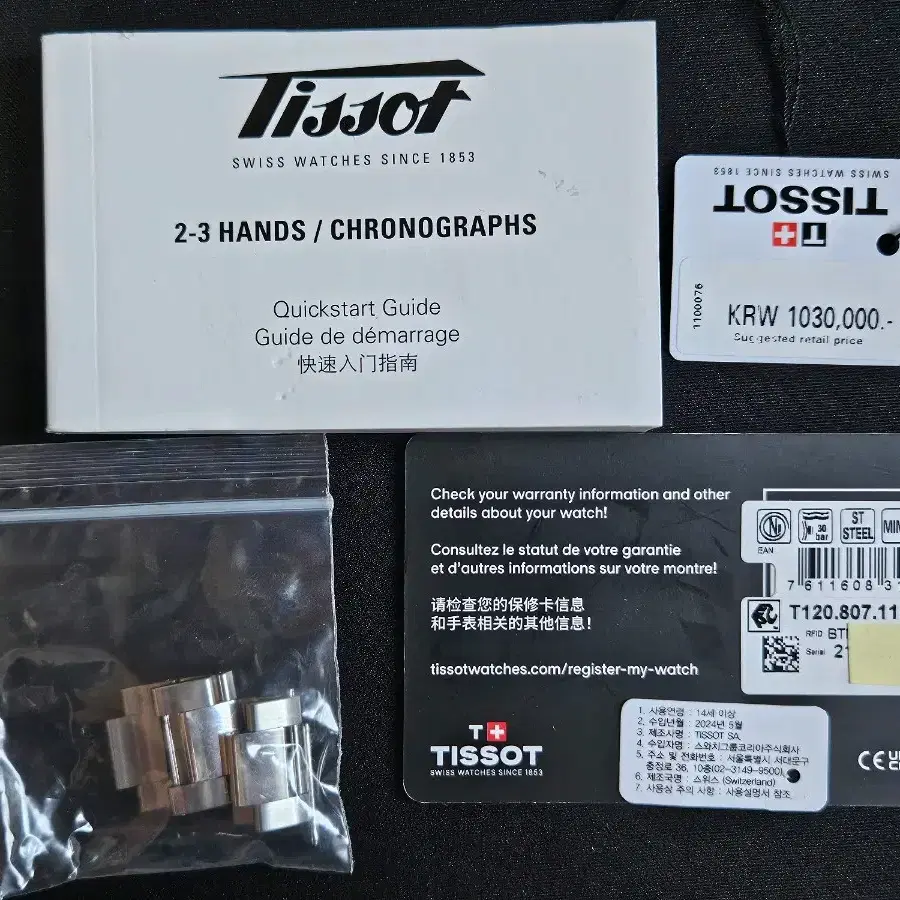 Tissot
SWISS WATCHES SINCE 1853
2-3 HANDS / CHRONOGRAPHS
Quickstart Guide
Guide de démarrage
快速入门指南
SWISS WATCHES SINCE 1853
TISSOT
T
1100076
KRW 1030,000.-
Suggested retail price
Check your warranty information and other
details about your watch!
Consultez le statut de votre garantie
et d'autres informations sur votre montre!
请检查您的保修卡信息
和手表相关的其他信息!
tissotwatches.com/register-my-watch
T
TISSOT
SWISS WATCHES SINCE 1853
30
bar
ST
STEEL
MIN
EAN
7 611608 31
T120.807.11
RFID
Serial 21
1. 사용연령 : 14세 이상
2. 수입년월 : 2024년 5월
3. 제조사명 : TISSOT SA.
4. 수입자명 : 스와치그룹코리아주식회사
5. 주소 및 전화번호 : 서울특별시 서대문구
충정로 36, 10층(02-3149-9500)
6. 제조국명 : 스위스 (Switzerland)
7. 사용상 주의 사항 : 사용설명서 참조
CE